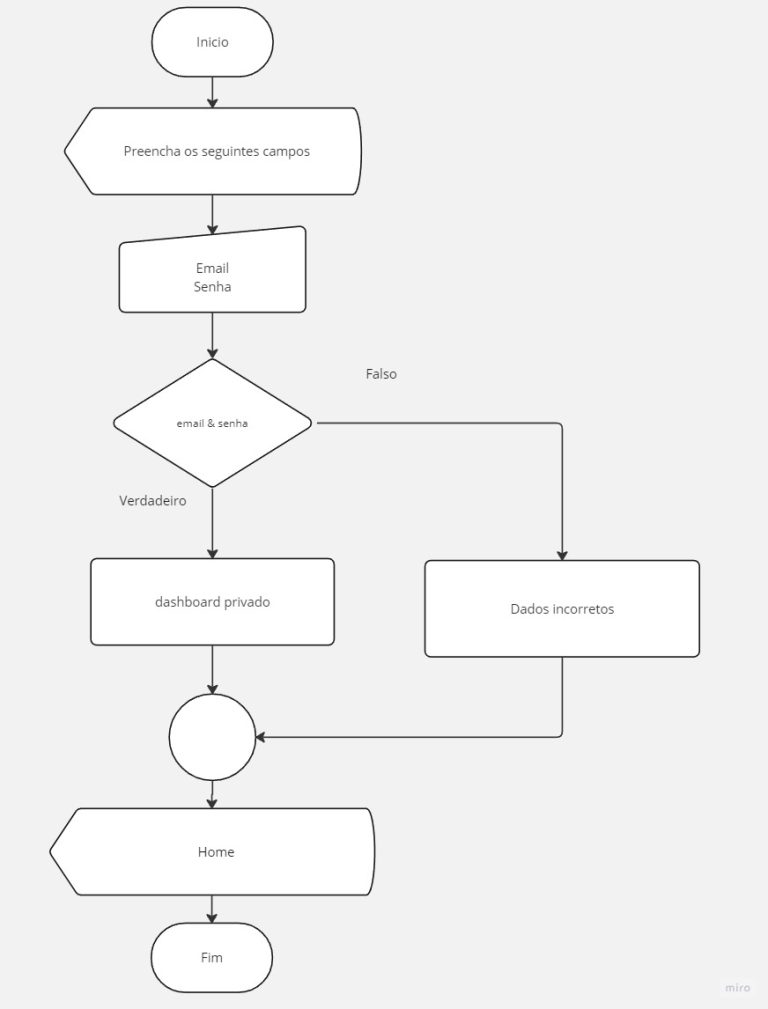 Inicio
Preencha os seguintes campos
Email
Senha
Falso
email & senha
Verdadeiro
dashboard privado
Dados incorretos
Home
Fim
miro